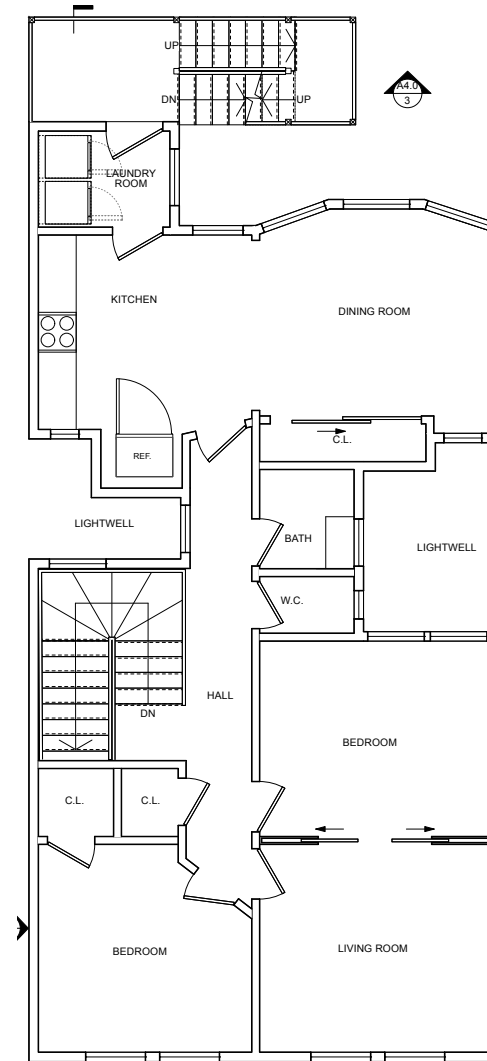 UP
DN
UP
A4.0
3
LAUNDRY
ROOM
KITCHEN
DINING ROOM
C.L.
REF.
LIGHTWELL
BATH
LIGHTWELL
W.C.
HALL
DN
BEDROOM
C.L.
C.L.
BEDROOM
LIVING ROOM